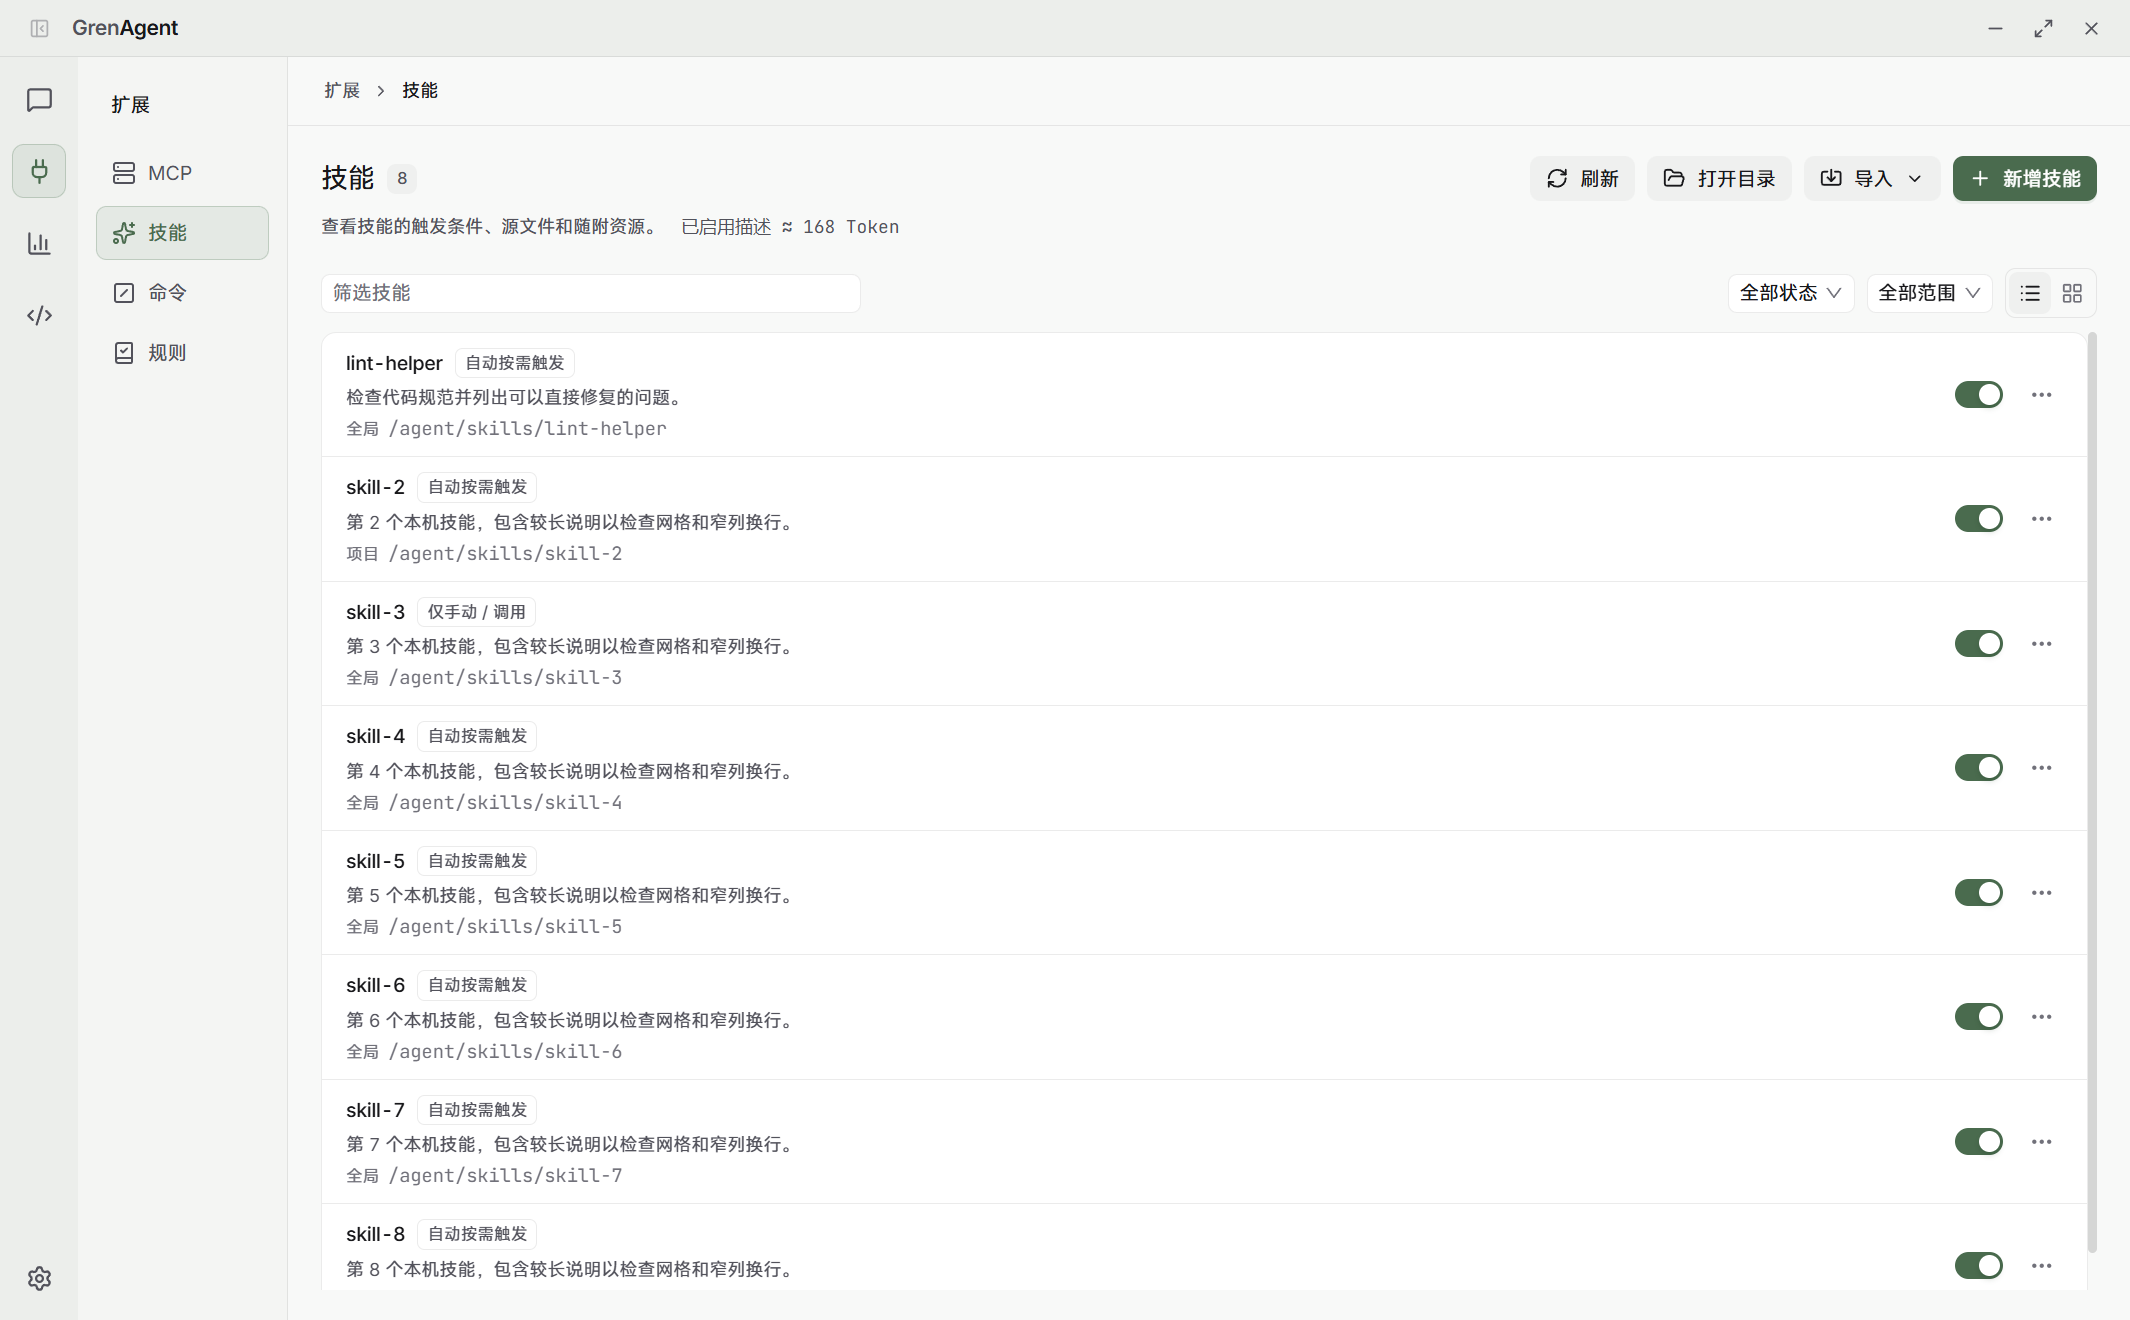 GrenAgent
扩展
MCP
技能
命令
规则
扩展 > 技能
技能 8
刷新
打开目录
导入
新增技能
查看技能的触发条件、源文件和随附资源。 已启用描述 ≈ 168 Token
筛选技能
全部状态
全部范围
lint-helper 自动按需触发
检查代码规范并列出可以直接修复的问题。
全局 /agent/skills/lint-helper
skill-2 自动按需触发
第 2 个本机技能，包含较长说明以检查网格和窄列换行。
项目 /agent/skills/skill-2
skill-3 仅手动 / 调用
第 3 个本机技能，包含较长说明以检查网格和窄列换行。
全局 /agent/skills/skill-3
skill-4 自动按需触发
第 4 个本机技能，包含较长说明以检查网格和窄列换行。
全局 /agent/skills/skill-4
skill-5 自动按需触发
第 5 个本机技能，包含较长说明以检查网格和窄列换行。
全局 /agent/skills/skill-5
skill-6 自动按需触发
第 6 个本机技能，包含较长说明以检查网格和窄列换行。
全局 /agent/skills/skill-6
skill-7 自动按需触发
第 7 个本机技能，包含较长说明以检查网格和窄列换行。
全局 /agent/skills/skill-7
skill-8 自动按需触发
第 8 个本机技能，包含较长说明以检查网格和窄列换行。